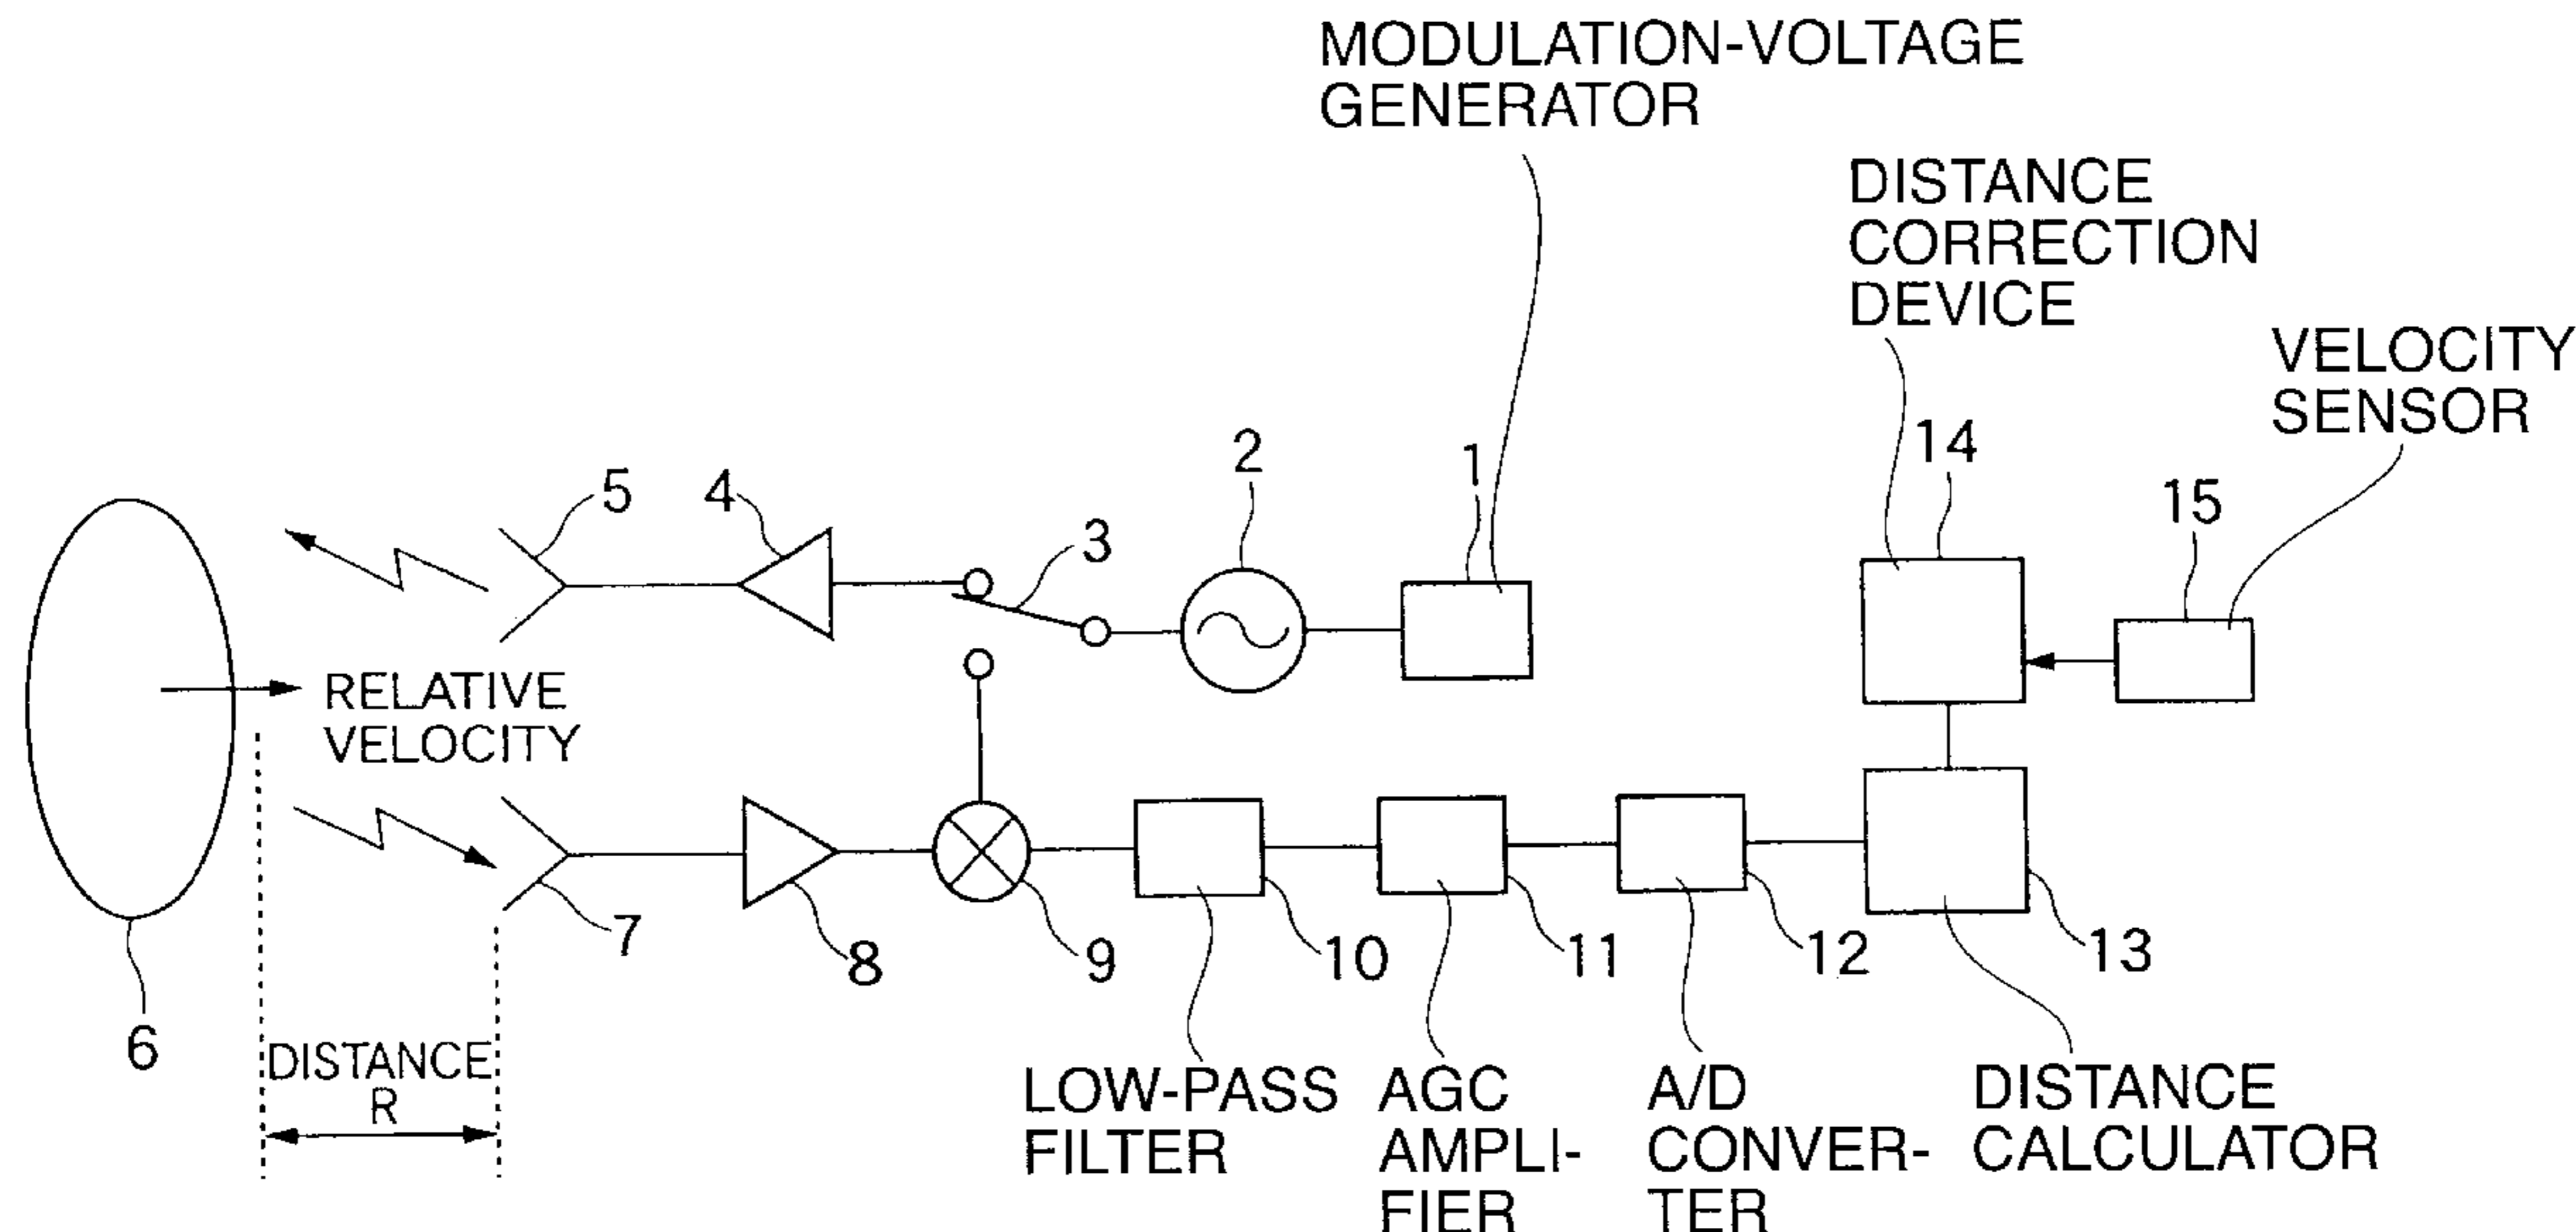 MODULATION-VOLTAGE
GENERATOR
DISTANCE
CORRECTION
DEVICE
VELOCITY
SENSOR
14
2
1
15
5
4
3
RELATIVE
VELOCITY
7
8
9
10
11
12
13
6
DISTANCE
R
LOW-PASS
FILTER
AGC
AMPLI-
FIER
A/D
CONVER-
TER
DISTANCE
CALCULATOR